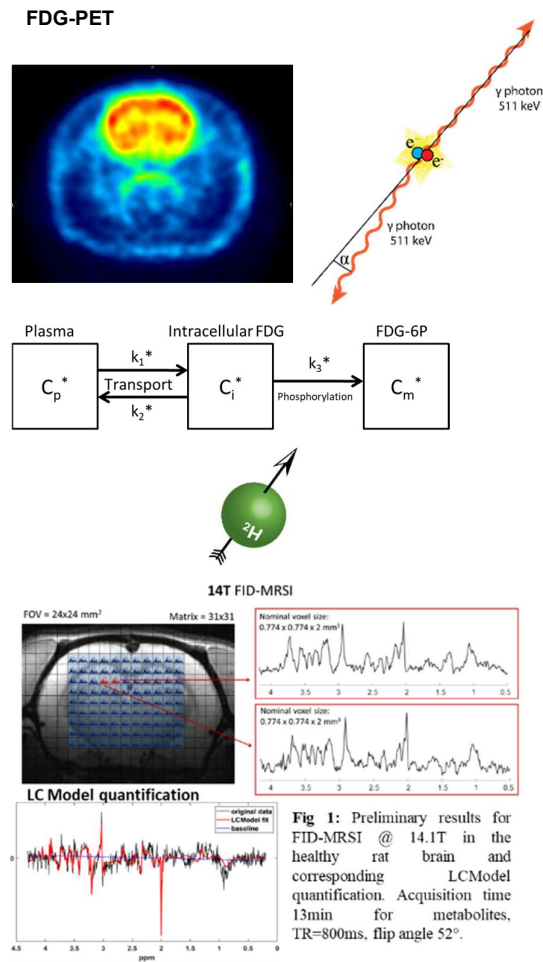 FDG-PET
γ photon
511 keV
e
e-
γ photon
511 keV
α
Plasma
Intracellular FDG
FDG-6P
k1*
k3*
Cp*
Transport
Ci*
Cm*
k2*
Phosphorylation
2H
14T FID-MRSI
FOV = 24x24 mm2
Matrix = 31x31
Nominal voxel size:
0.774 x 0.774 x 2 mm3
4 3.5 3 2.5 2 1.5 1 0.5
Nominal voxel size:
0.774 x 0.774 x 2 mm3
4 3.5 3 2.5 2 1.5 1 0.5
LC Model quantification
original data
LCModel fit
baseline
0
0
4.5 4 3.5 3 2.5 2 1.5 1 0.5 0
ppm
Fig 1: Preliminary results for
FID-MRSI @ 14.1T in the
healthy rat brain and
corresponding LCModel
quantification. Acquisition time
13min for metabolites,
TR=800ms, flip angle 52°.